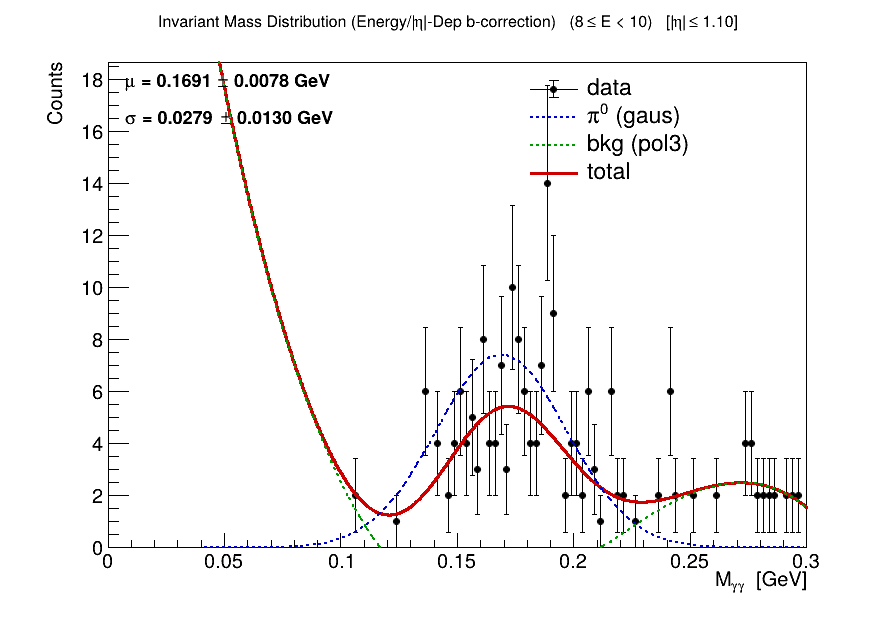 Invariant Mass Distribution (Energy/|η|-Dep b-correction) (8 ≤ E < 10) [|η| ≤ 1.10]
Counts
μ = 0.1691 ± 0.0078 GeV
σ = 0.0279 ± 0.0130 GeV
data
π⁰ (gaus)
bkg (pol3)
total
18
16
14
12
10
8
6
4
2
0
0 0.05 0.1 0.15 0.2 0.25 0.3
Mγγ [GeV]